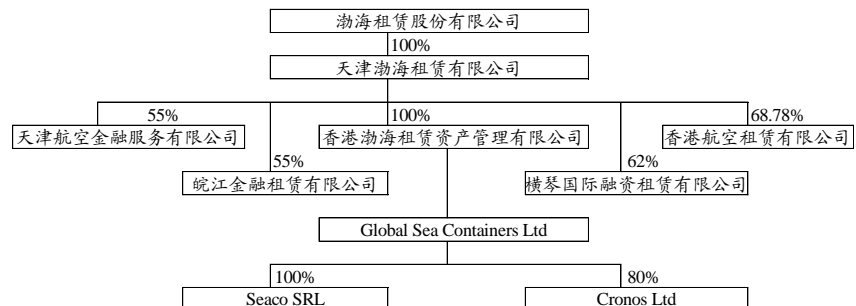 渤海租赁股份有限公司
100%
天津渤海租赁有限公司
55%
100%
68.78%
天津航空金融服务有限公司
香港渤海租赁资产管理有限公司
香港航空租赁有限公司
55%
62%
皖江金融租赁有限公司
横琴国际融资租赁有限公司
Global Sea Containers Ltd
100%
80%
Seaco SRL
Cronos Ltd